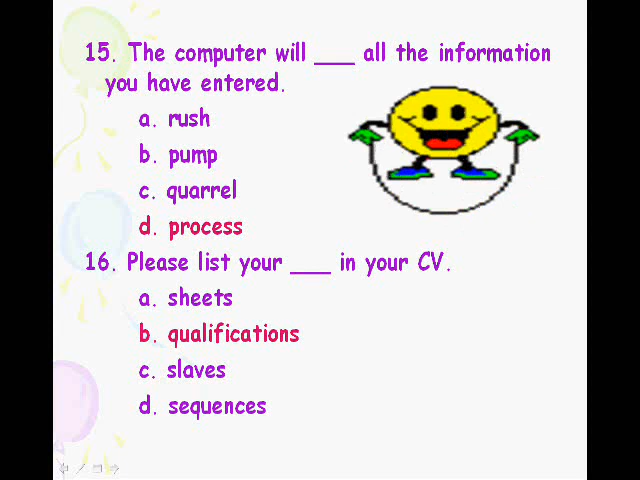 15. The computer will ___ all the information
you have entered.
a. rush
b. pump
c. quarrel
d. process
16. Please list your ___ in your CV.
a. sheets
b. qualifications
c. slaves
d. sequences